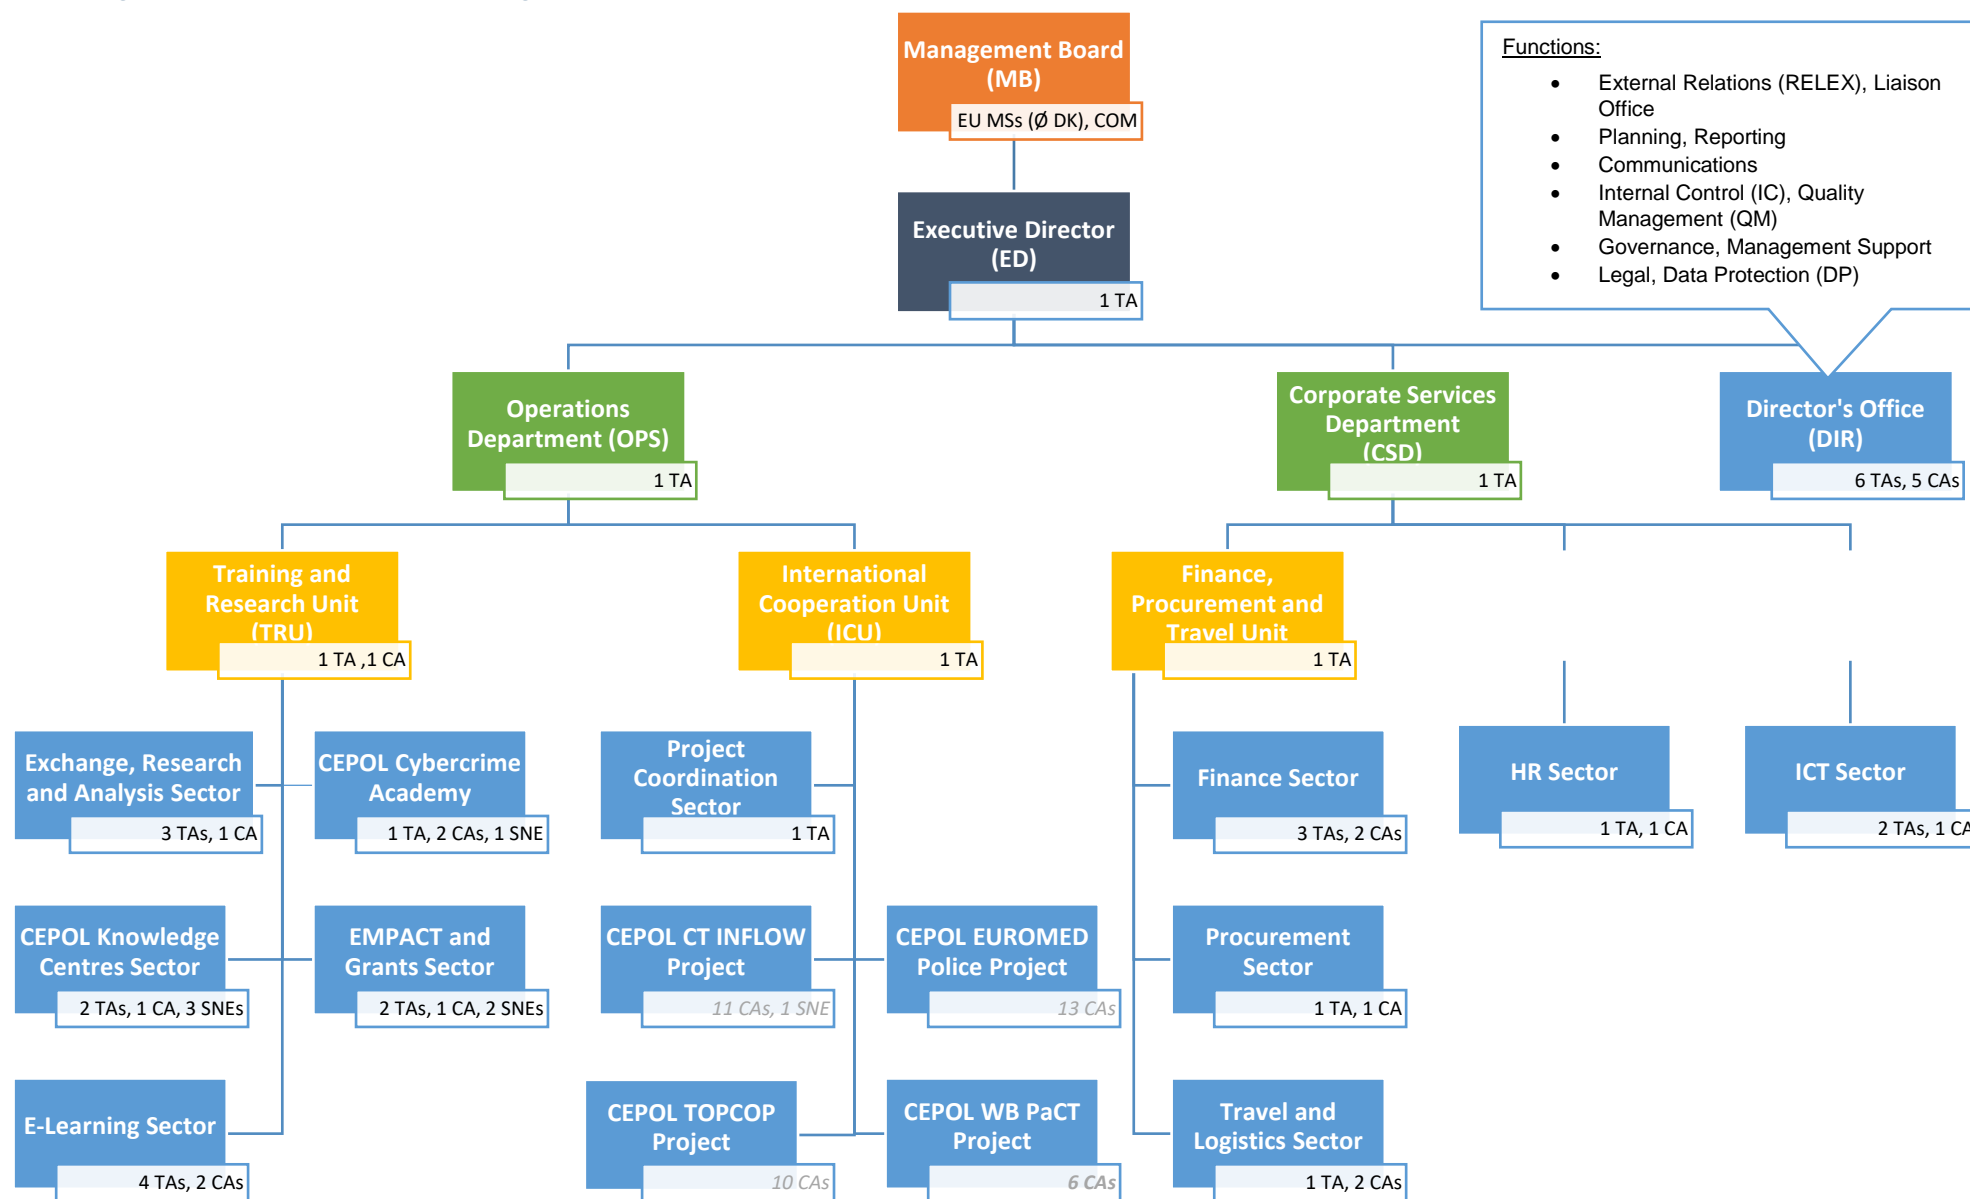 Management Board
(MB)
EU MSs (Ø DK), COM
Functions:
• External Relations (RELEX), Liaison
Office
• Planning, Reporting
• Communications
• Internal Control (IC), Quality
Management (QM)
• Governance, Management Support
• Legal, Data Protection (DP)
Executive Director
(ED)
1 TA
Operations
Department (OPS)
1 TA
Corporate Services
Department
(CSD)
1 TA
Director's Office
(DIR)
6 TAs, 5 CAs
Training and
Research Unit
(TRU)
1 TA ,1 CA
International
Cooperation Unit
(ICU)
1 TA
Finance,
Procurement and
Travel Unit
1 TA
Exchange, Research
and Analysis Sector
3 TAs, 1 CA
CEPOL Cybercrime
Academy
1 TA, 2 CAs, 1 SNE
Project
Coordination
Sector
1 TA
Finance Sector
3 TAs, 2 CAs
HR Sector
1 TA, 1 CA
ICT Sector
2 TAs, 1 CA
CEPOL Knowledge
Centres Sector
2 TAs, 1 CA, 3 SNEs
EMPACT and
Grants Sector
2 TAs, 1 CA, 2 SNEs
CEPOL CT INFLOW
Project
11 CAs, 1 SNE
CEPOL EUROMED
Police Project
13 CAs
Procurement
Sector
1 TA, 1 CA
E-Learning Sector
4 TAs, 2 CAs
CEPOL TOPCOP
Project
10 CAs
CEPOL WB PaCT
Project
6 CAs
Travel and
Logistics Sector
1 TA, 2 CAs